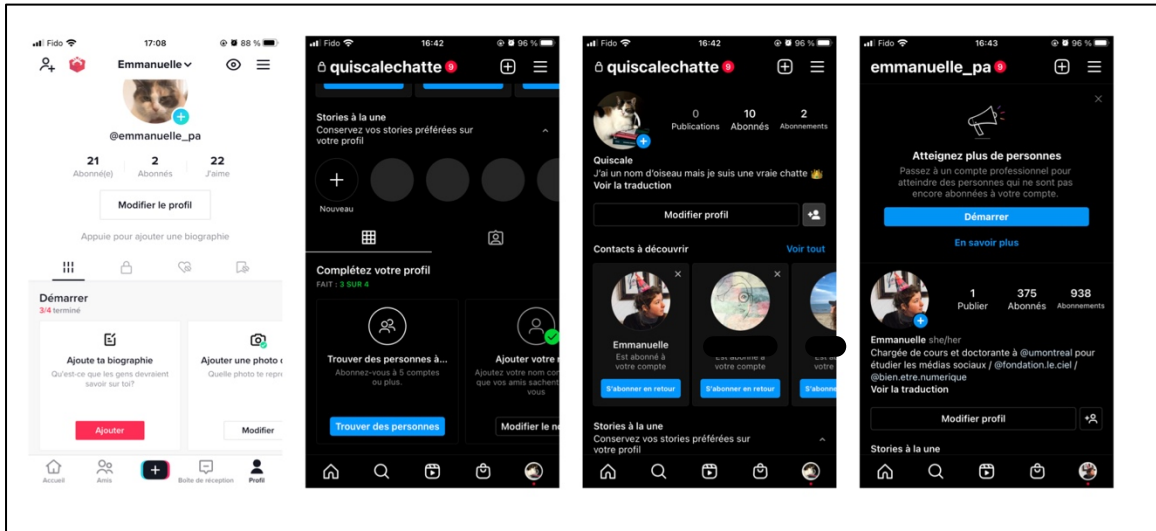 Fido
17:08
88 %
Emmanuelle
@emmanuelle_pa
21
2
22
Abonné(e)
Abonnés
J'aime
Modifier le profil
Appuie pour ajouter une biographie
Démarrer
3/4 terminé
Ajoute ta biographie
Qu'est-ce que les gens devraient
savoir sur toi?
Ajouter
Ajouter une photo
Quelle photo te
Modifier
Accueil
Amis
Boîte de réception
Profil
Fido
16:42
96 %
quiscalechatte 9
Stories à la une
Conservez vos stories préférées sur
votre profil
Nouveau
Complétez votre profil
FAIT : 3 SUR 4
Trouver des personnes à...
Abonnez-vous à 5 comptes
ou plus.
Trouver des personnes
Ajouter votre
Ajoutez votre nom
que vos amis sachent
vous
Modifier le
Fido
16:42
96 %
quiscalechatte 9
0
10
2
Publications
Abonnés
Abonnements
Quiscale
J'ai un nom d'oiseau mais je suis une vraie chatte
Voir la traduction
Modifier profil
Contacts à découvrir
Voir tout
Emmanuelle
Est abonné à
votre compte
S'abonner en retour
Est abonné à
votre compte
S'abonner en retour
votre
Stories à la une
Conservez vos stories préférées sur
votre profil
Fido
16:43
96 %
emmanuelle_pa 9
Atteignez plus de personnes
Passez à un compte professionnel pour
atteindre des personnes qui ne sont pas
encore abonnées à votre compte.
Démarrer
En savoir plus
1
375
938
Publier
Abonnés
Abonnements
Emmanuelle she/her
Chargée de cours et doctorante à @umontreal pour
étudier les médias sociaux / @fondation.le.ciel /
@bien.etre.numerique
Voir la traduction
Modifier profil
Stories à la une